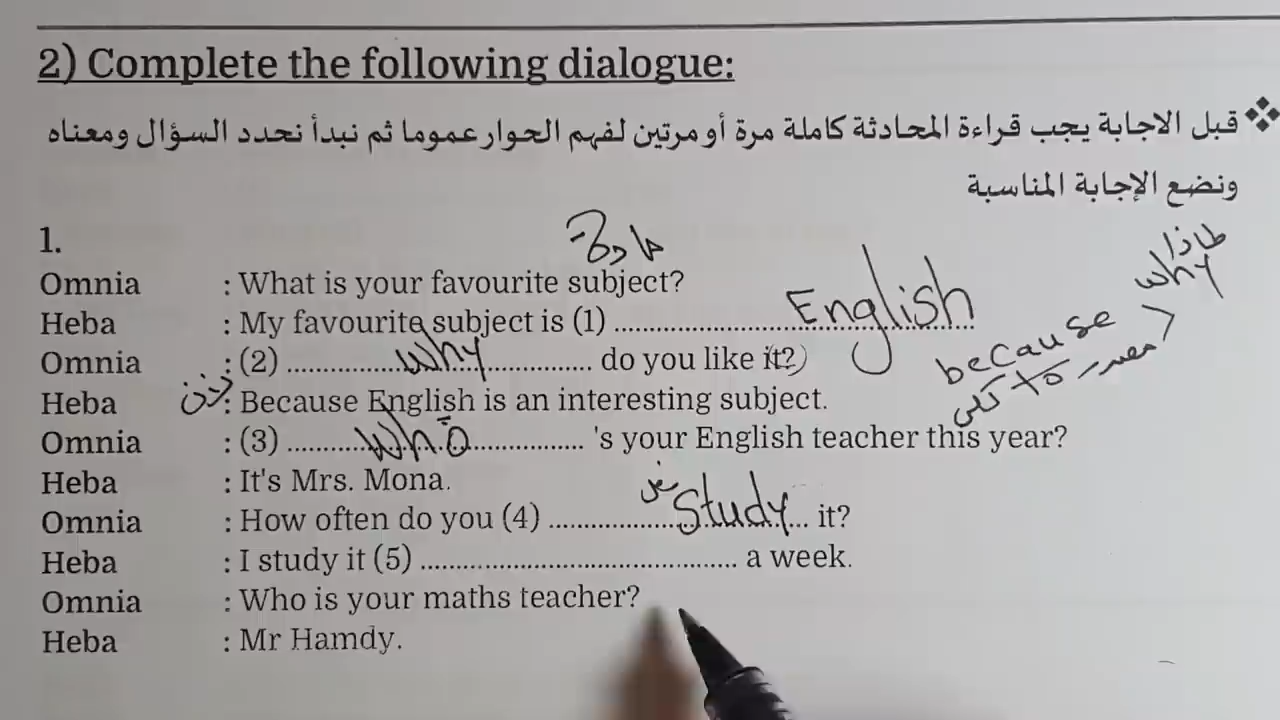 2) Complete the following dialogue:
❖ قبل الاجابة يجب قراءة المحادثة كاملة مرة أو مرتين لفهم الحوار عموما ثم نبدأ نحدد السؤال ومعناه
ونضع الإجابة المناسبة
1.
مادة
Omnia : What is your favourite subject?
Heba : My favourite subject is (1) .......... English
لماذا
why
Omnia : (2) .......... why .......... do you like it?
because
لكى to مصدر
Heba : Because English is an interesting subject.
Omnia : (3) .......... who .......... 's your English teacher this year?
Heba : It's Mrs. Mona.
Omnia : How often do you (4) .......... study ... it?
Heba : I study it (5) .......... a week.
Omnia : Who is your maths teacher?
Heba : Mr Hamdy.